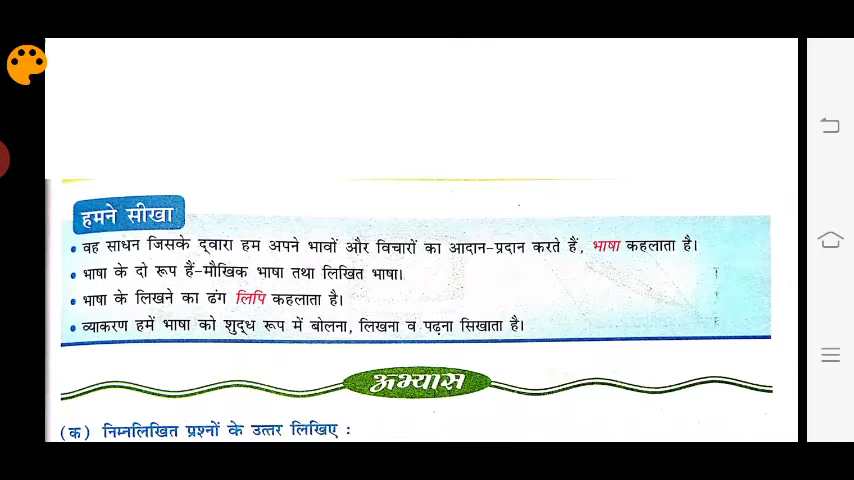 हमने सीखा
• वह साधन जिसके द्वारा हम अपने भावों और विचारों का आदान-प्रदान करते हैं, भाषा कहलाता है।
• भाषा के दो रूप हैं-मौखिक भाषा तथा लिखित भाषा।
• भाषा के लिखने का ढंग लिपि कहलाता है।
• व्याकरण हमें भाषा को शुद्ध रूप में बोलना, लिखना व पढ़ना सिखाता है।
अभ्यास
(क) निम्नलिखित प्रश्नों के उत्तर लिखिए :